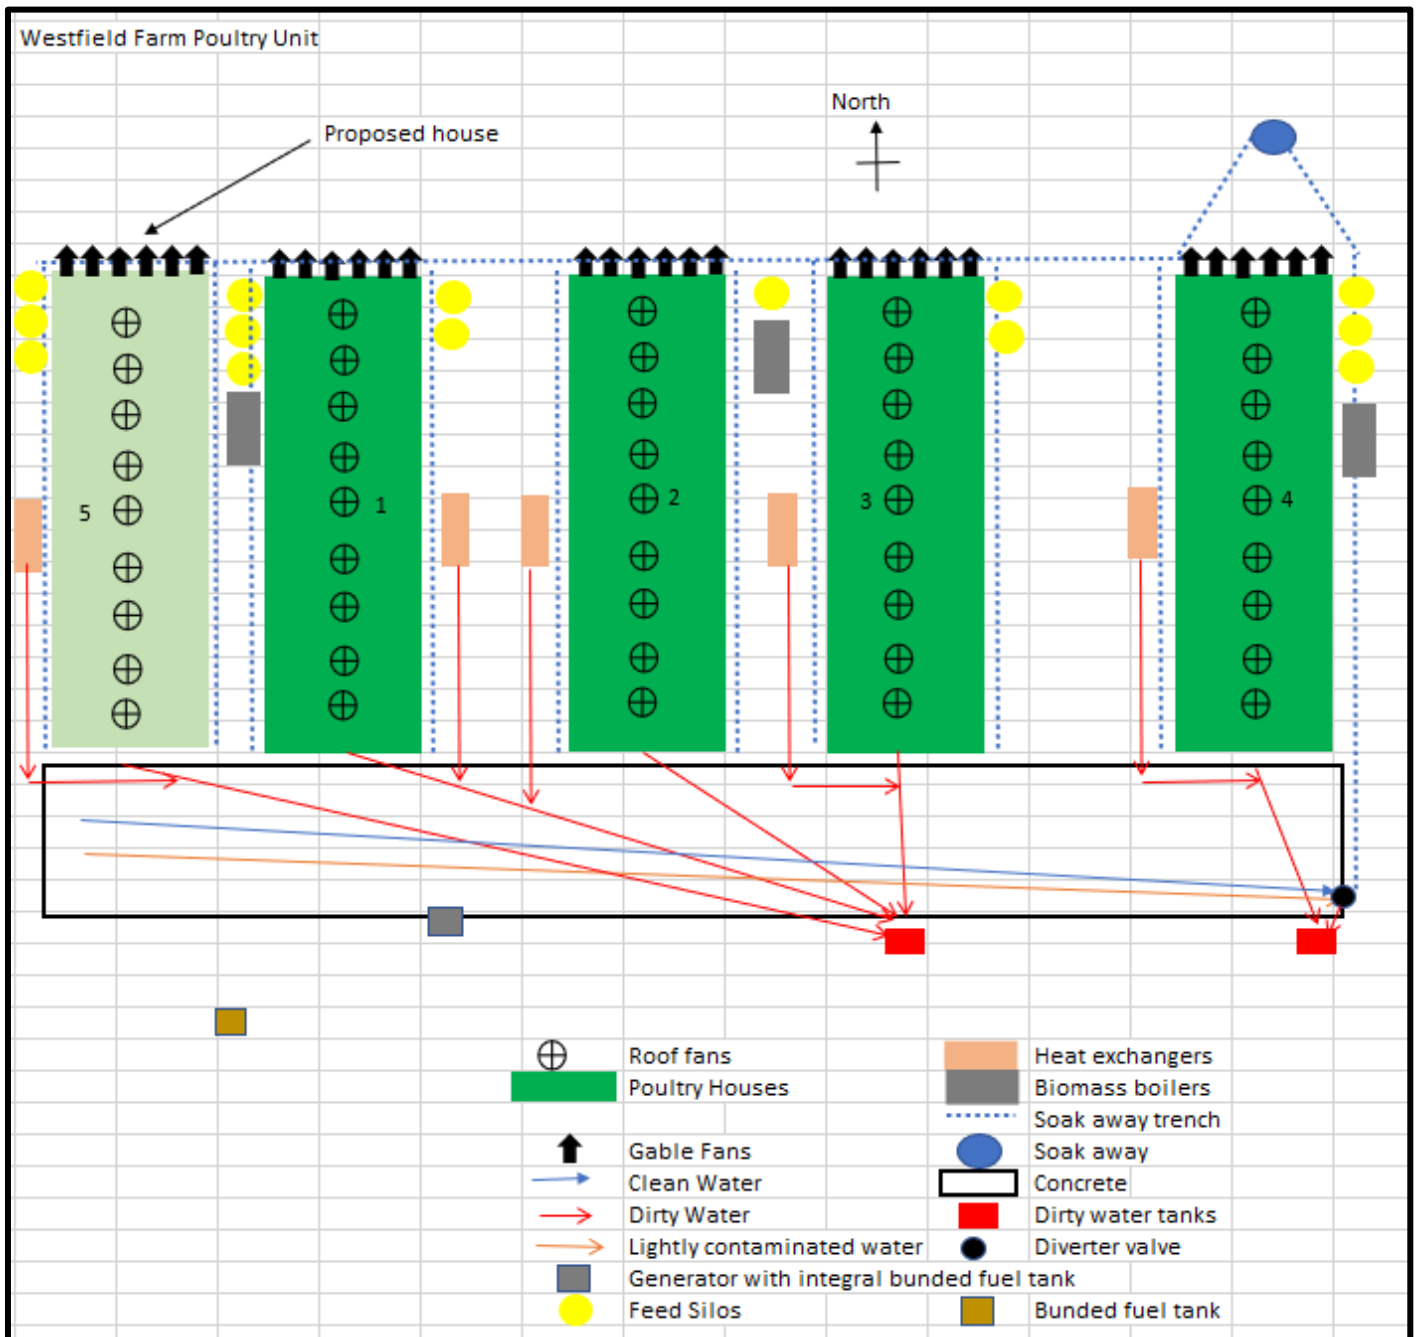 Westfield Farm Poultry Unit
North
Proposed house
5
1
2
3
4
Roof fans
Heat exchangers
Poultry Houses
Biomass boilers
Soak away trench
Gable Fans
Soak away
Clean Water
Concrete
Dirty Water
Dirty water tanks
Lightly contaminated water
Diverter valve
Generator with integral bunded fuel tank
Feed Silos
Bunded fuel tank